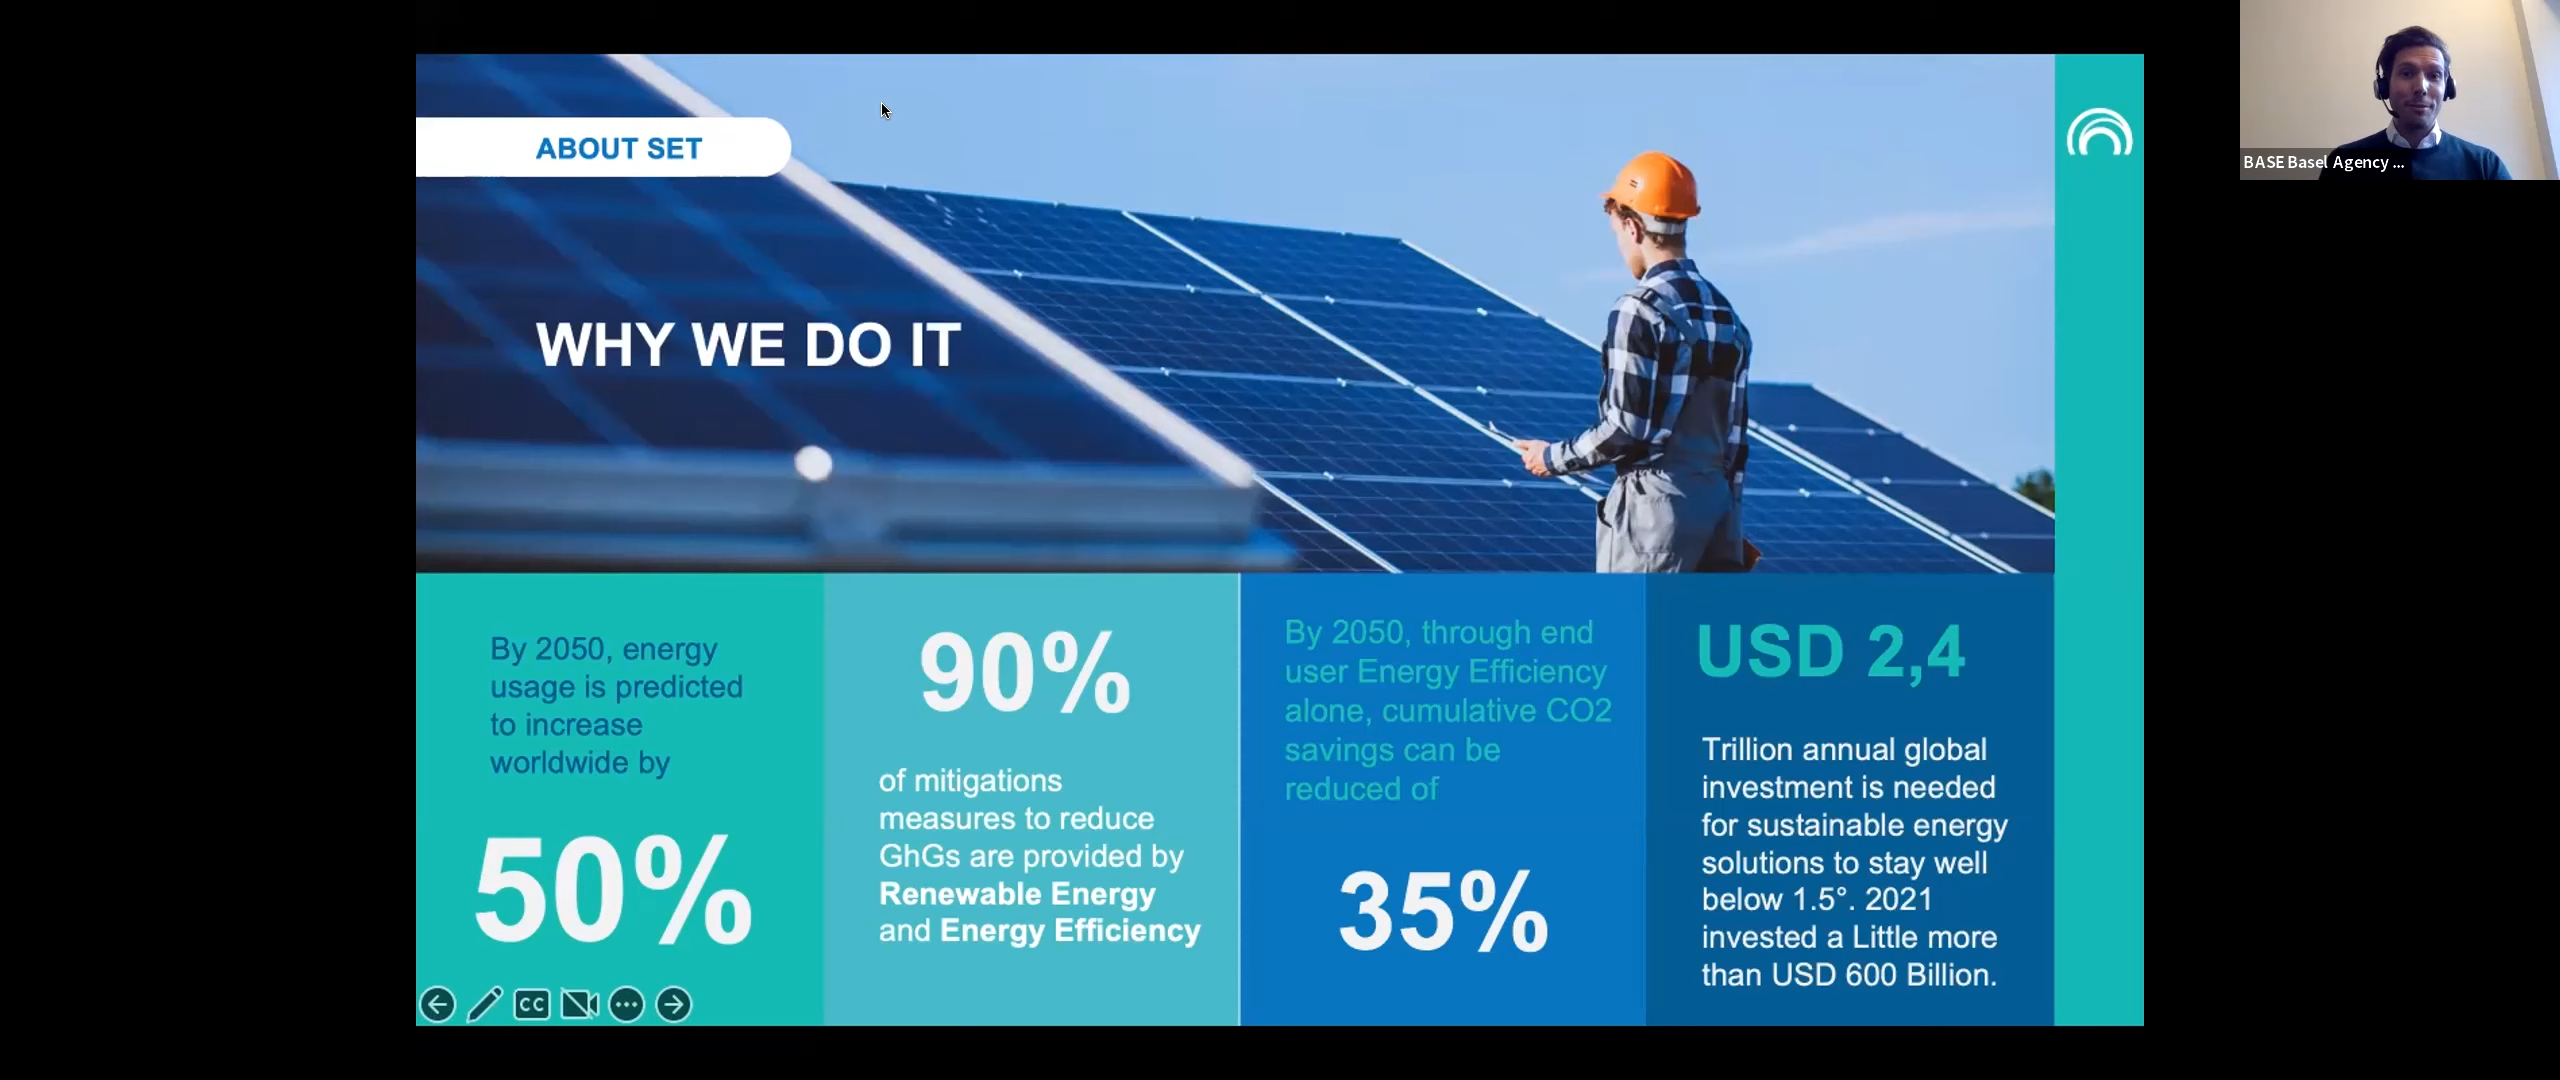 ABOUT SET
WHY WE DO IT
By 2050, energy
usage is predicted
to increase
worldwide by
50%
90%
of mitigations
measures to reduce
GhGs are provided by
Renewable Energy
and Energy Efficiency
By 2050, through end
user Energy Efficiency
alone, cumulative CO2
savings can be
reduced of
35%
USD 2,4
Trillion annual global
investment is needed
for sustainable energy
solutions to stay well
below 1.5°. 2021
invested a Little more
than USD 600 Billion.
CC
BASE Basel Agency ...